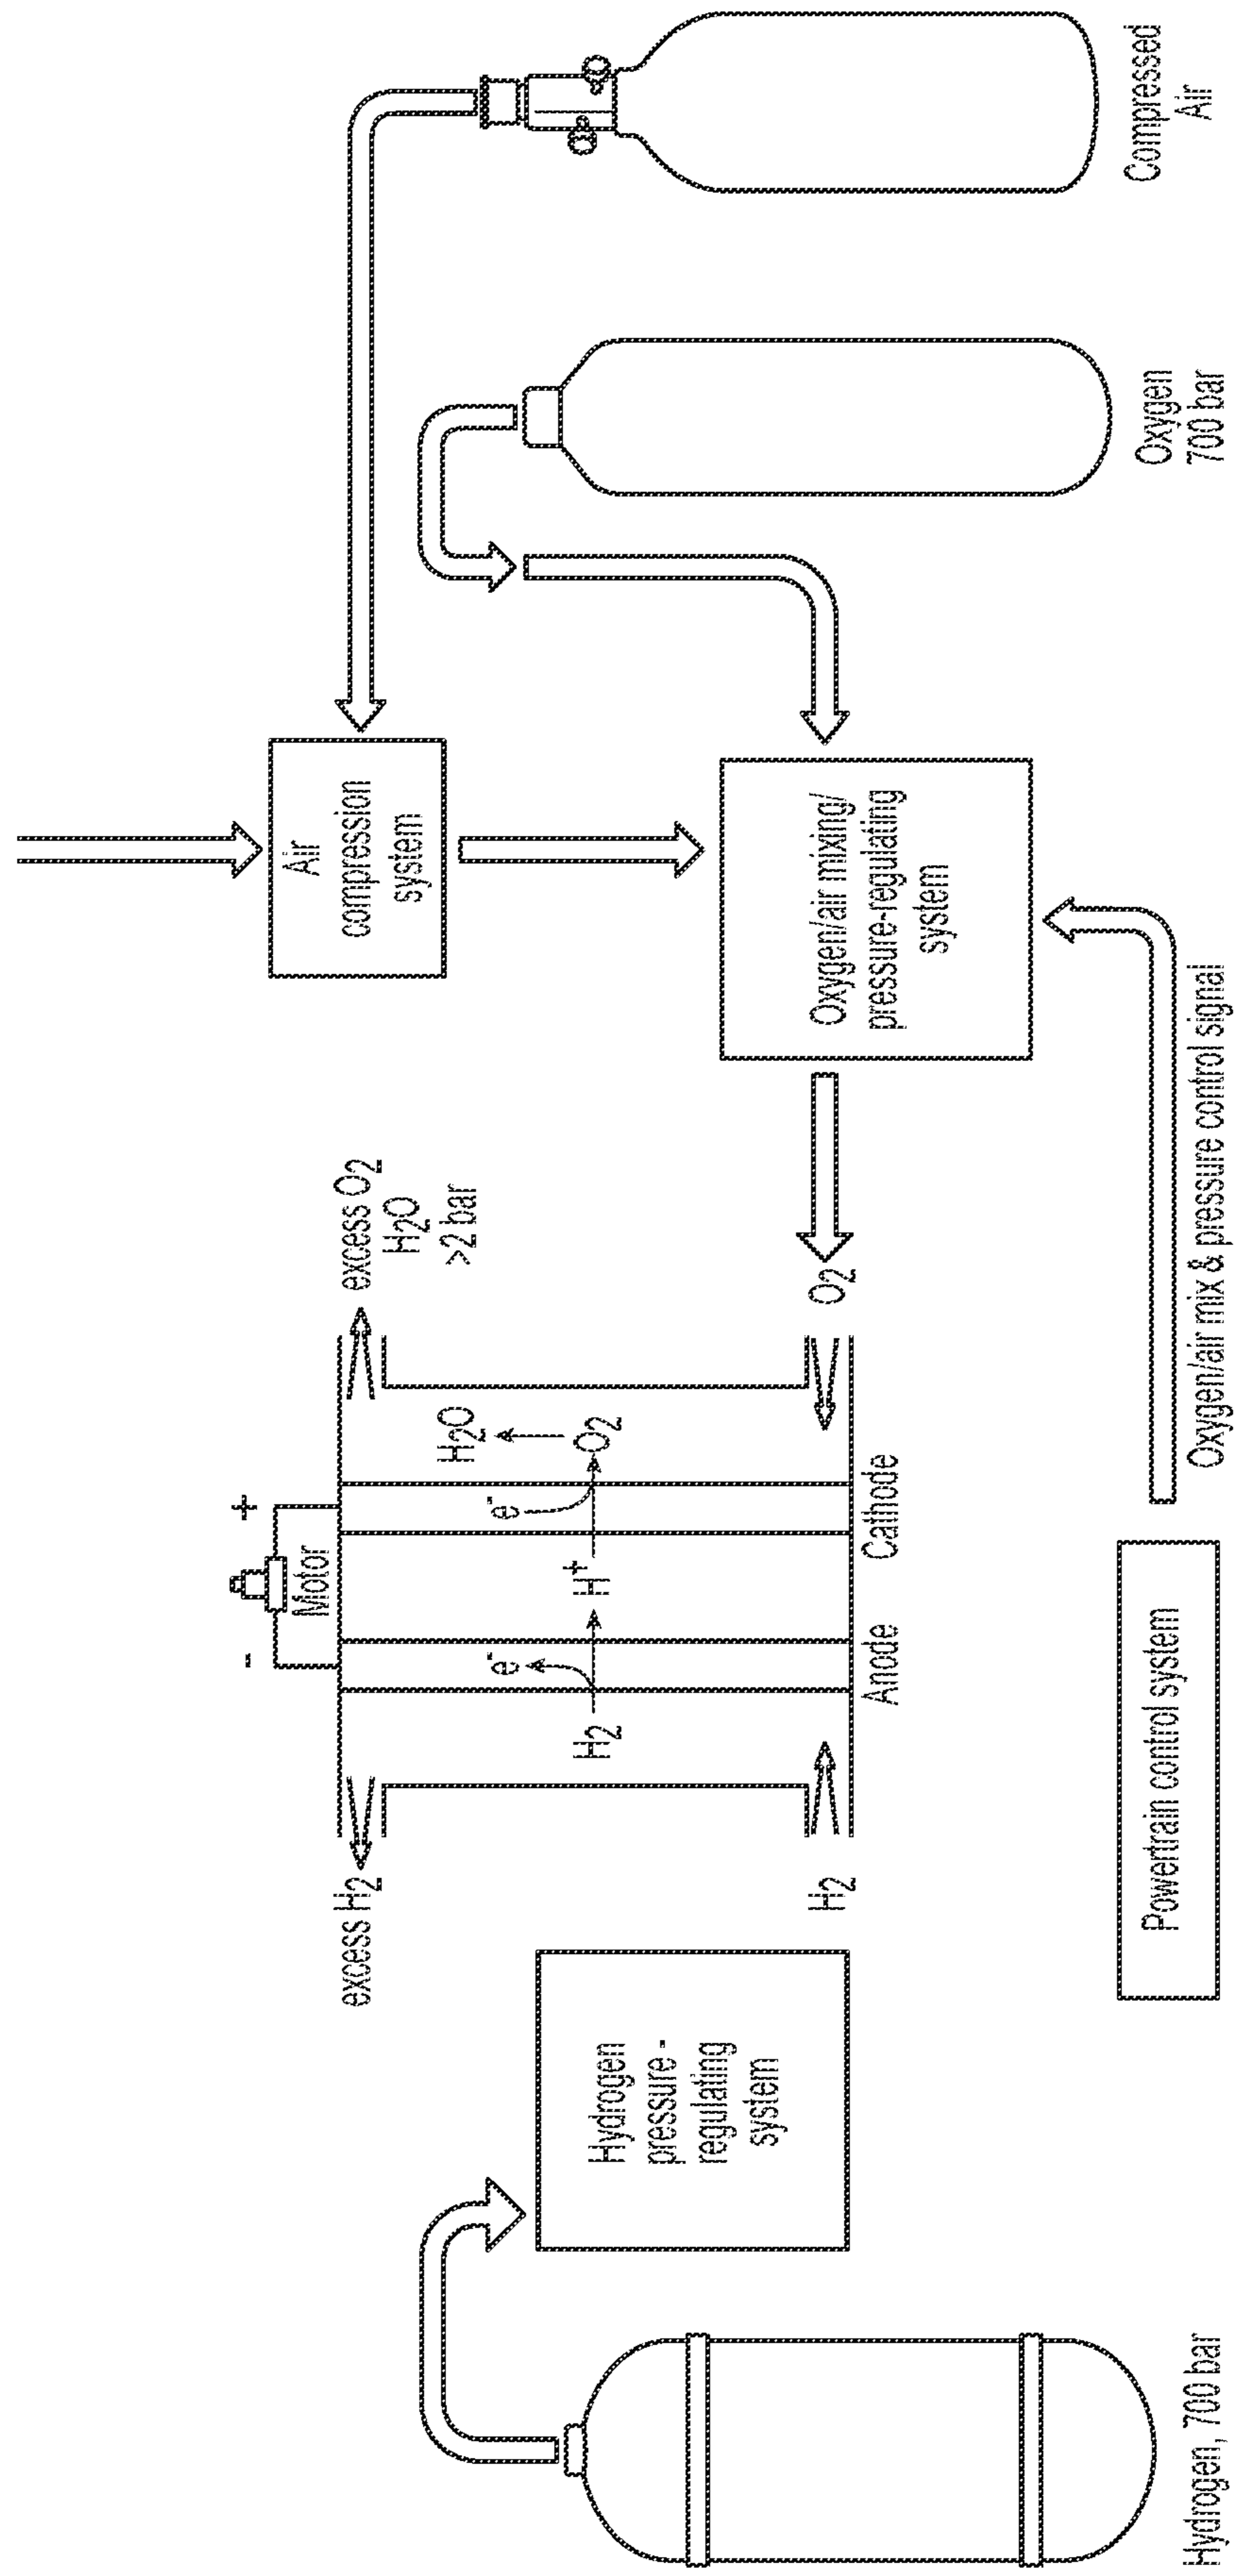 Hydrogen, 700 bar
Hydrogen
pressure-
regulating
system
excess H2
H2
-
+
Motor
H2
e-
H+
e-
O2
H2O
Anode
Cathode
excess O2
H2O
>2 bar
O2
Powertrain control system
Oxygen/air mix & pressure control signal
Air
compression
system
Oxygen/air mixing/
pressure-regulating
system
Oxygen
700 bar
Compressed
Air